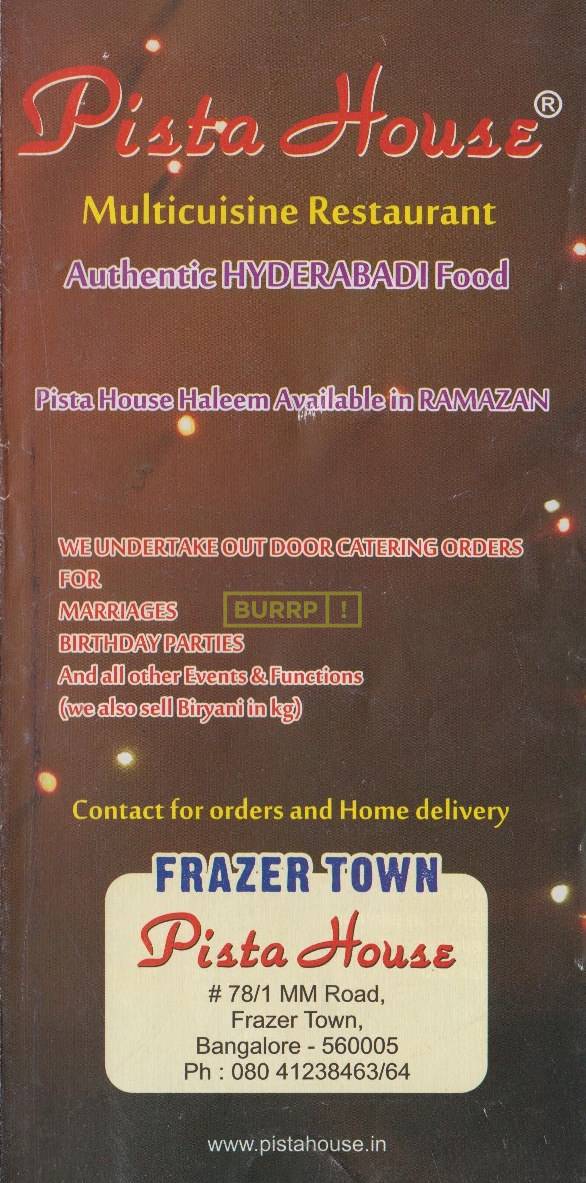 Pista House®
Multicuisine Restaurant
Authentic HYDERABADI Food
Pista House Haleem Available in RAMAZAN
WE UNDERTAKE OUT DOOR CATERING ORDERS
FOR
MARRIAGES
BURRP!
BIRTHDAY PARTIES
And all other Events & Functions
(we also sell Biryani in kg)
Contact for orders and Home delivery
FRAZER TOWN
Pista House
# 78/1 MM Road,
Frazer Town,
Bangalore - 560005
Ph : 080 41238463/64
www.pistahouse.in